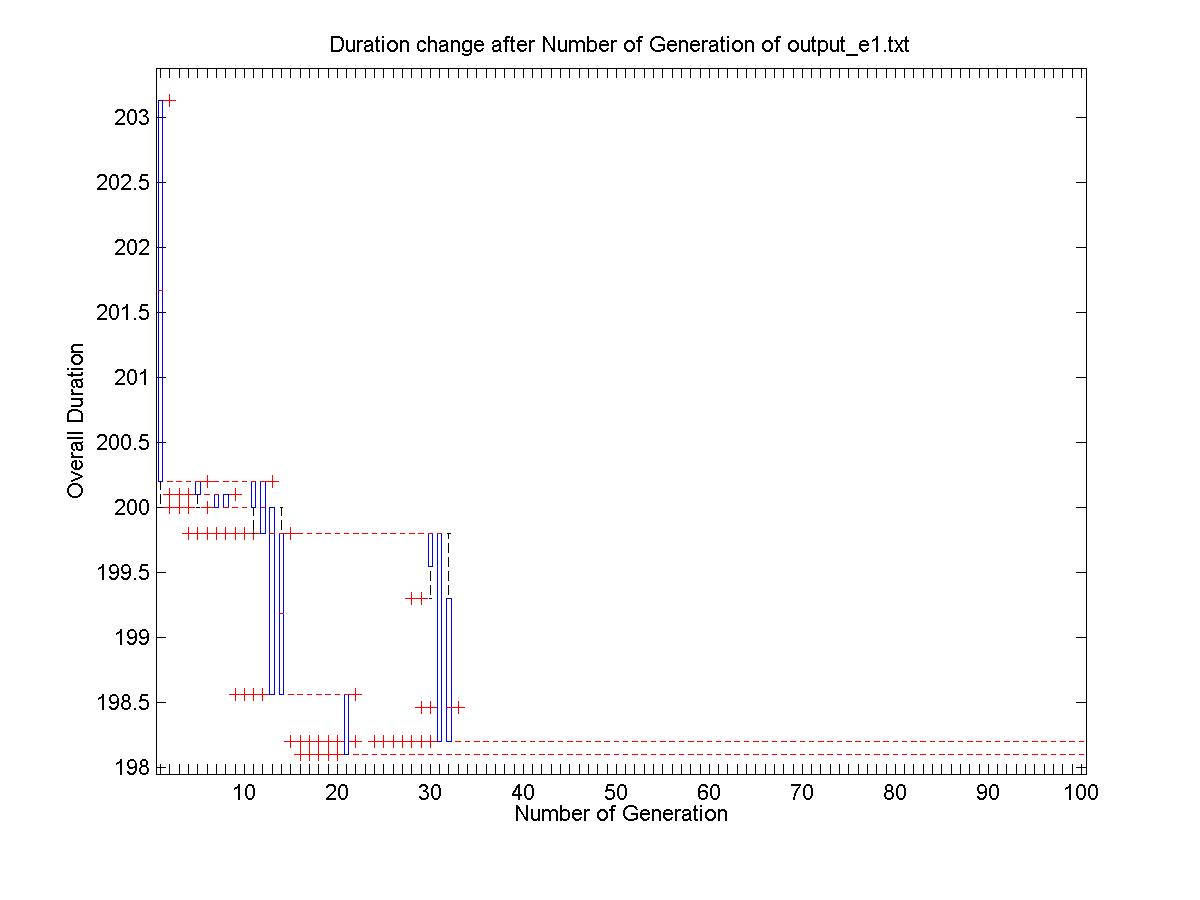 Duration change after Number of Generation of output_e1.txt
203
202.5
202
201.5
201
200.5
200
199.5
199
198.5
198
Overall Duration
10 20 30 40 50 60 70 80 90 100
Number of Generation